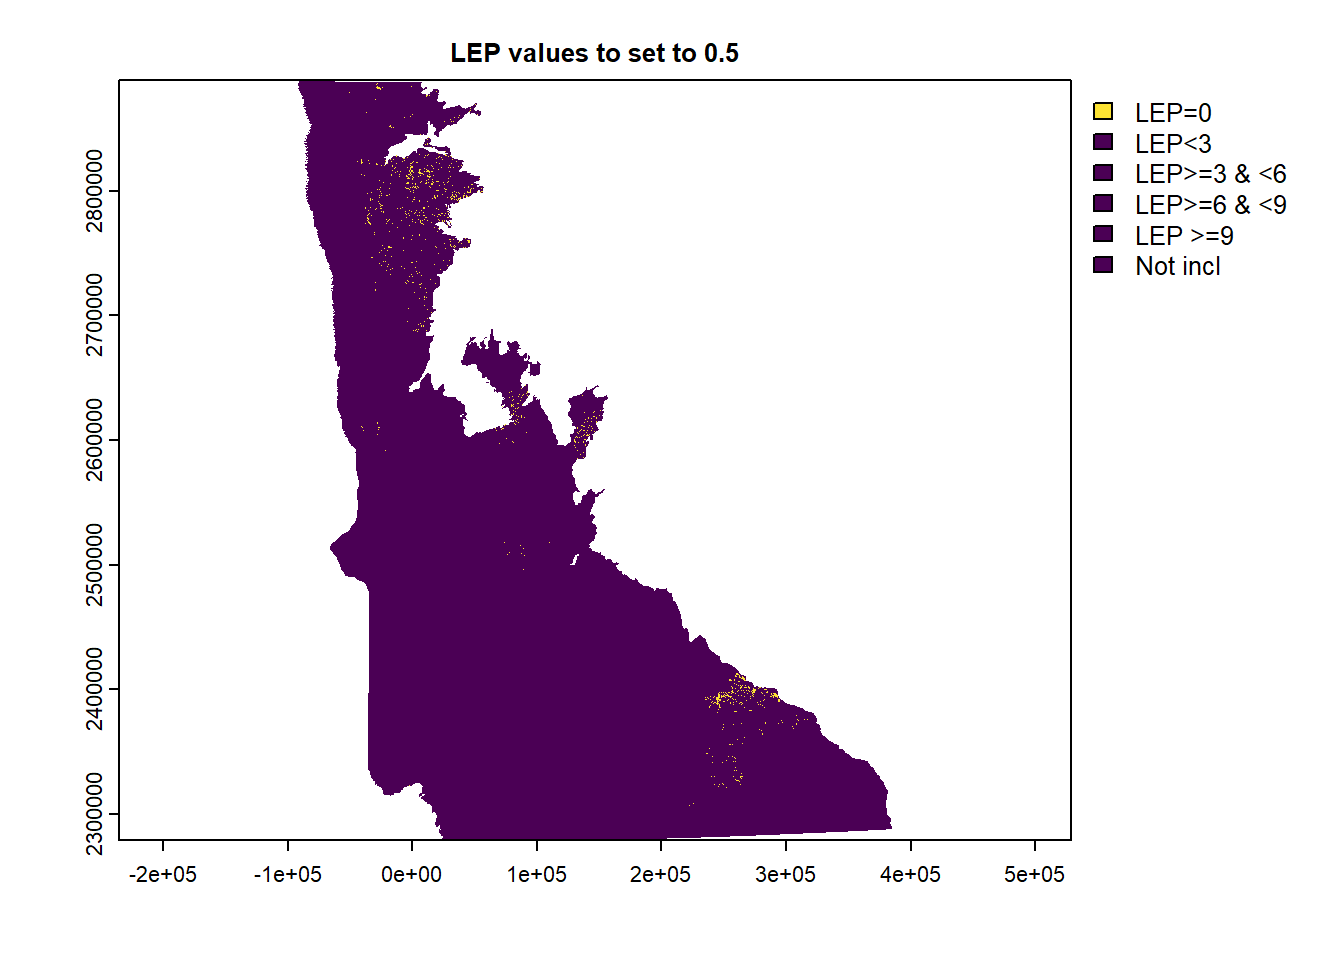 LEP values to set to 0.5
LEP=0
LEP<3
LEP>=3 & <6
LEP>=6 & <9
LEP >=9
Not incl
2800000
2700000
2600000
2500000
2400000
2300000
-2e+05
-1e+05
0e+00
1e+05
2e+05
3e+05
4e+05
5e+05